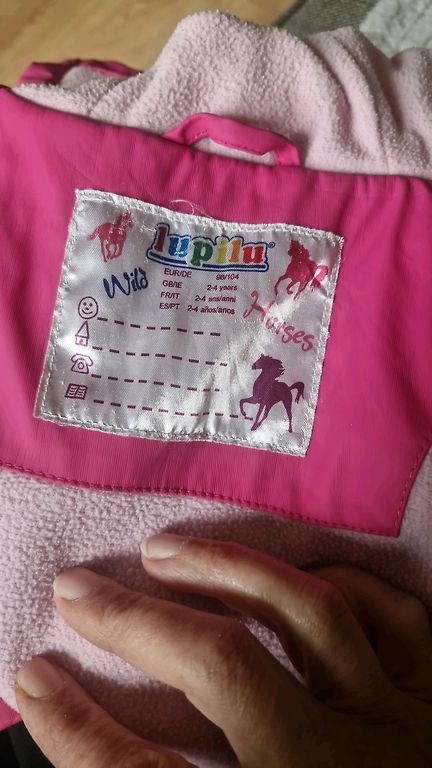 lupilu®
Wild
EUR/DE 98/104
GB/IE 2-4 years
FR/IT 2-4 ans/anni
ES/PT 2-4 años/anos
Horses